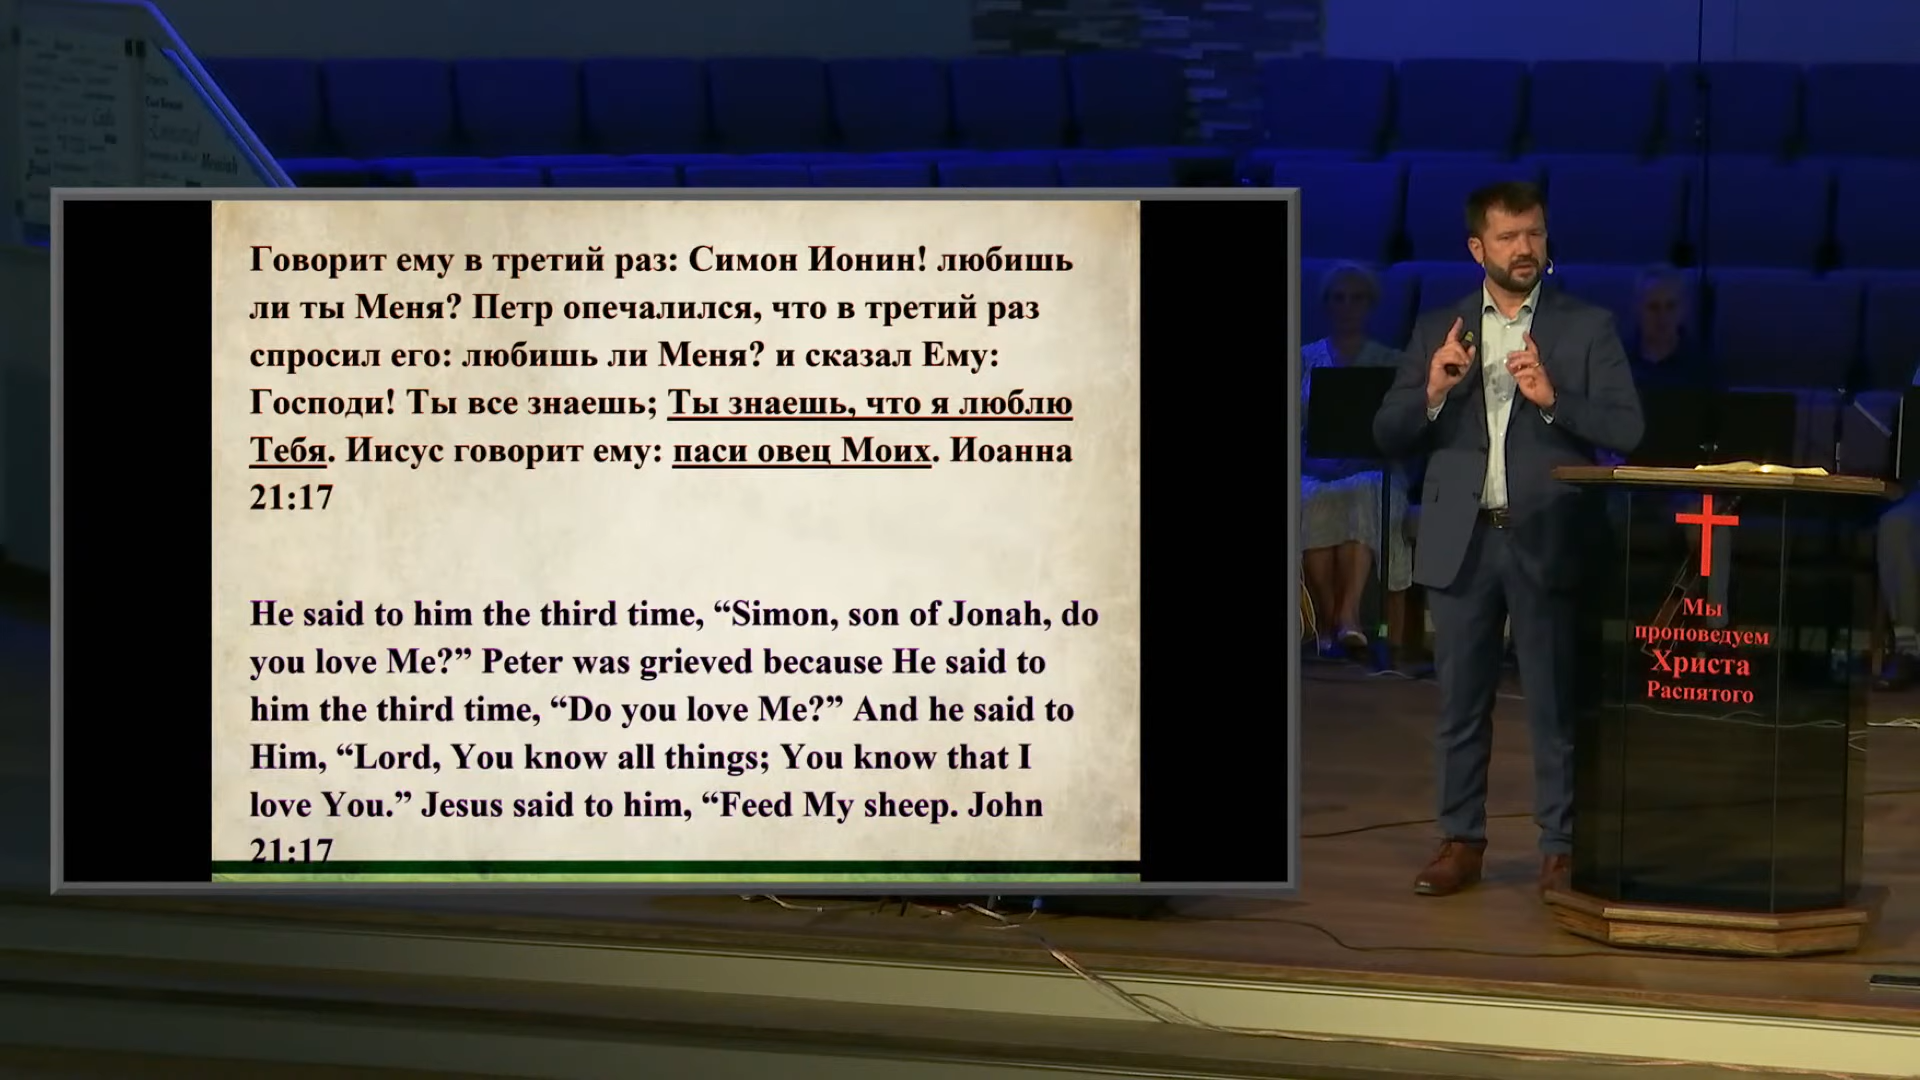 Говорит ему в третий раз: Симон Ионин! любишь
ли ты Меня? Петр опечалился, что в третий раз
спросил его: любишь ли Меня? и сказал Ему:
Господи! Ты все знаешь; Ты знаешь, что я люблю
Тебя. Иисус говорит ему: паси овец Моих. Иоанна
21:17
He said to him the third time, “Simon, son of Jonah, do
you love Me?” Peter was grieved because He said to
him the third time, “Do you love Me?” And he said to
Him, “Lord, You know all things; You know that I
love You.” Jesus said to him, “Feed My sheep. John
21:17
Мы
проповедуем
Христа
Распятого